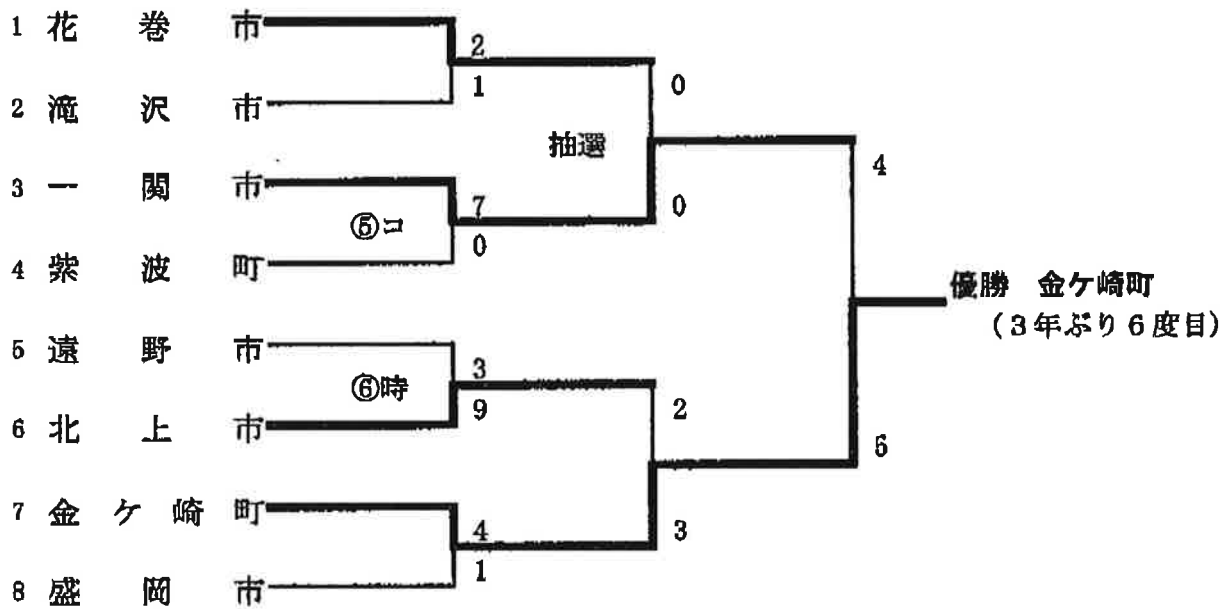 1 花巻市
2
1
2 滝沢市
0
抽選
3 一関市
7
⑤コ
0
0
4 紫波町
4
優勝 金ケ崎町
(3年ぶり6度目)
5 遠野市
3
⑥時
9
2
6 北上市
6
7 金ケ崎町
4
1
3
8 盛岡市